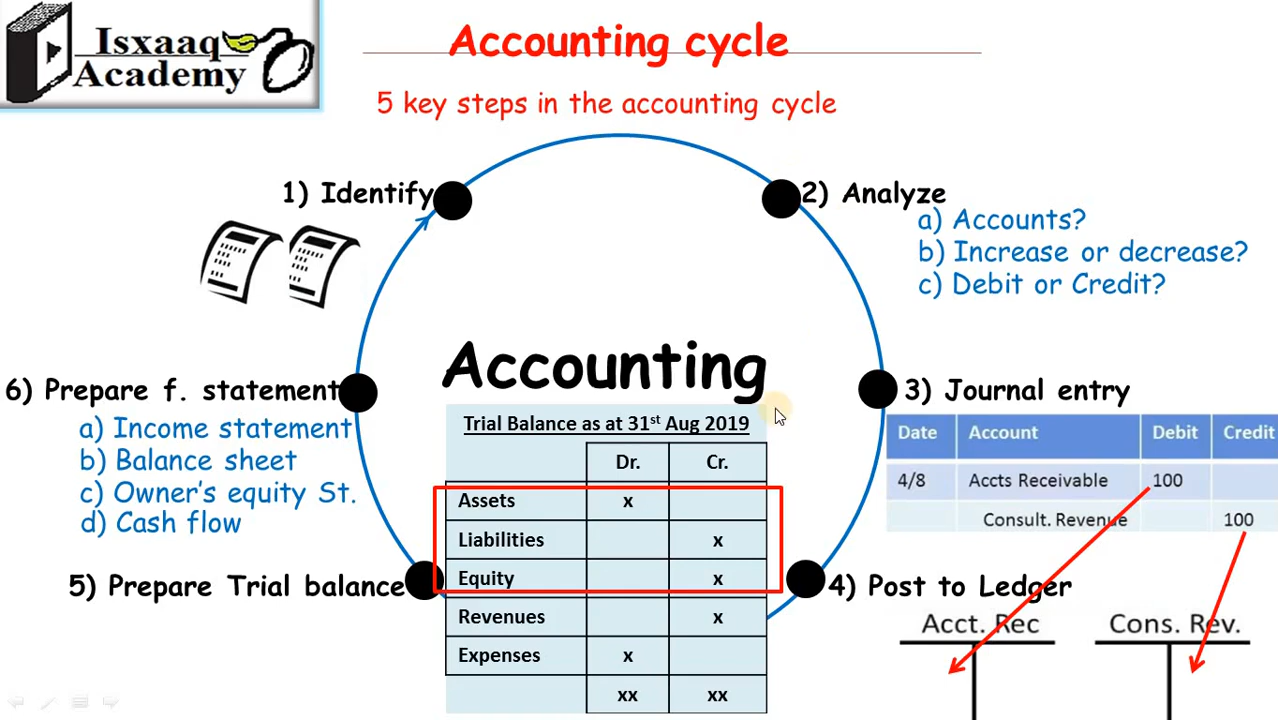 Isxaaq
Academy
Accounting cycle
5 key steps in the accounting cycle
1) Identify
2) Analyze
a) Accounts?
b) Increase or decrease?
c) Debit or Credit?
3) Journal entry
Date Account Debit Credit
4/8 Accts Receivable 100
Consult. Revenue 100
4) Post to Ledger
Acct. Rec Cons. Rev.
5) Prepare Trial balance
6) Prepare f. statement
a) Income statement
b) Balance sheet
c) Owner's equity St.
d) Cash flow
Accounting
Trial Balance as at 31st Aug 2019
Dr. Cr.
Assets x
Liabilities x
Equity x
Revenues x
Expenses x
xx xx